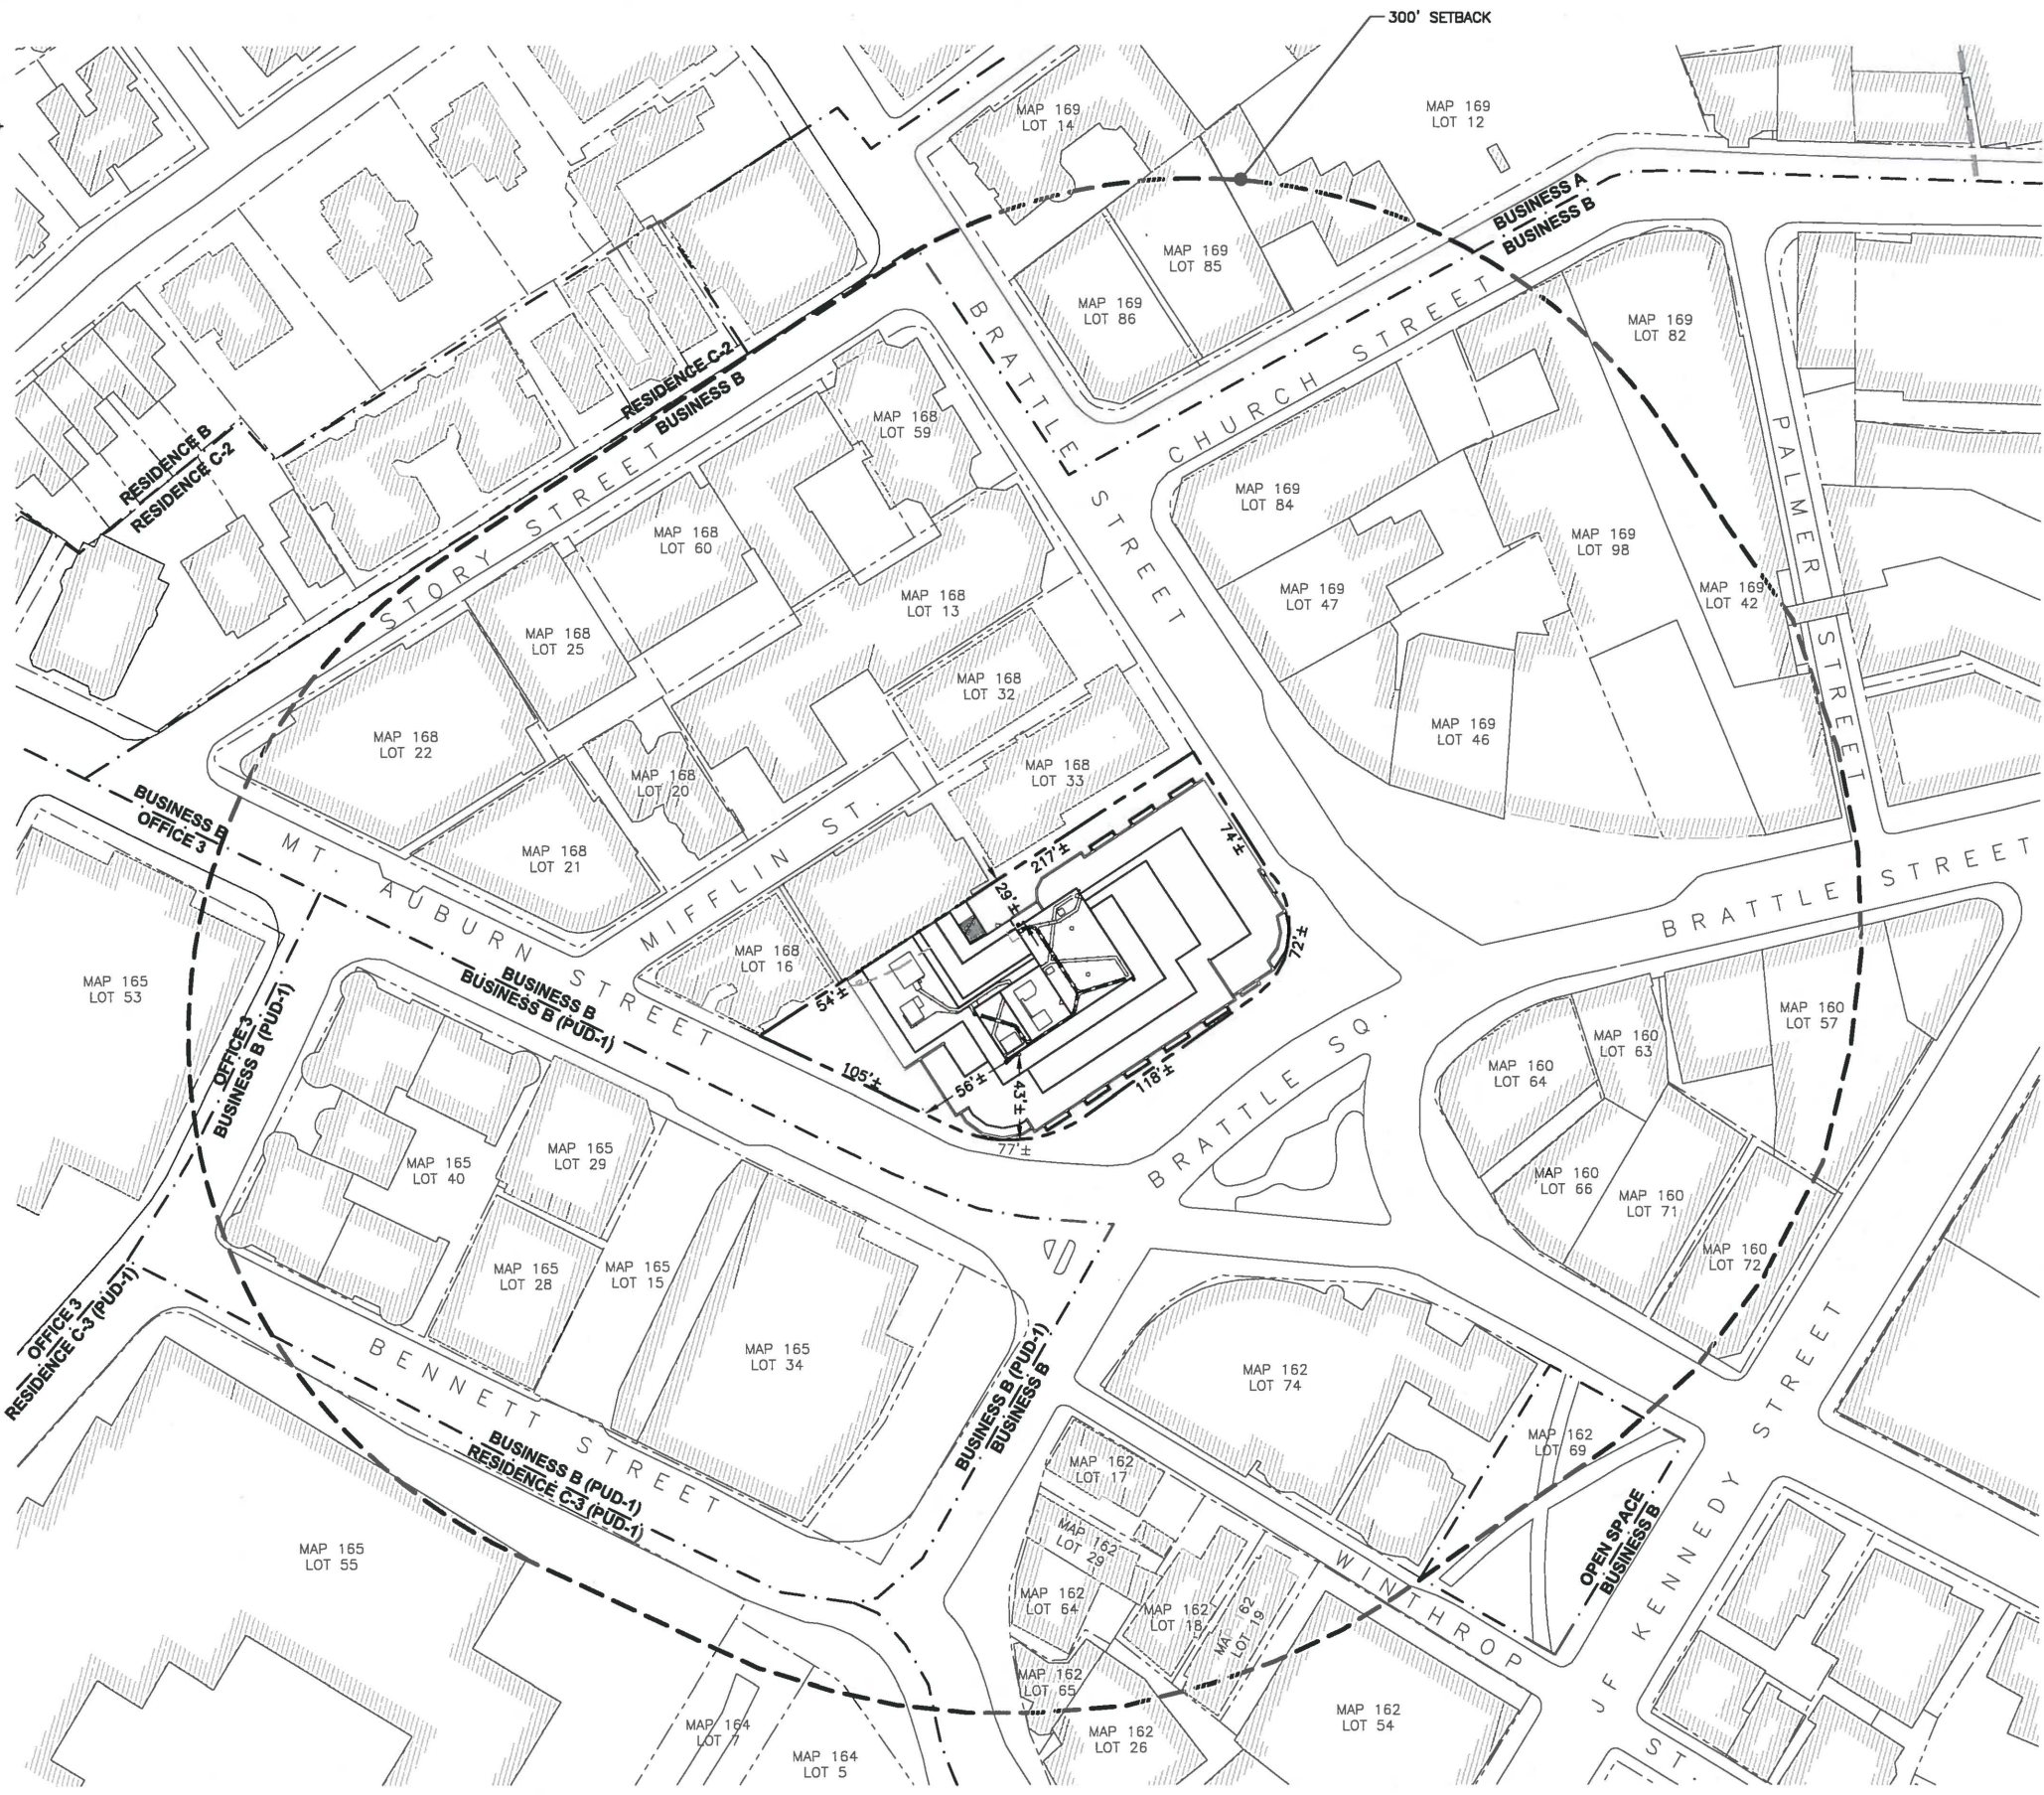 300' SETBACK
MAP 169
LOT 14
MAP 169
LOT 12
BUSINESS A
BUSINESS B
MAP 169
LOT 85
MAP 169
LOT 86
MAP 169
LOT 82
BRATTLE STREET
CHURCH STREET
PALMER STREET
STREET
RESIDENCE C-2
BUSINESS B
RESIDENCE B
RESIDENCE C-2
STORY STREET
MAP 168
LOT 59
MAP 168
LOT 60
MAP 169
LOT 84
MAP 169
LOT 98
MAP 169
LOT 47
MAP 169
LOT 42
MAP 168
LOT 13
MAP 168
LOT 25
MAP 168
LOT 32
MAP 169
LOT 46
MAP 168
LOT 22
MAP 168
LOT 20
MAP 168
LOT 33
MAP 168
LOT 21
MIFFLIN ST.
BUSINESS B
OFFICE 3
MT. AUBURN STREET
217'±
74'±
29'±
72'±
54'±
105'±
56'±
43'±
118'±
77'±
BRATTLE STREET
MAP 168
LOT 16
MAP 165
LOT 53
BUSINESS B
BUSINESS B (PUD-1)
OFFICE 3
BUSINESS B (PUD-1)
BRATTLE SQ.
MAP 160
LOT 57
MAP 160
LOT 63
MAP 160
LOT 64
MAP 160
LOT 66
MAP 160
LOT 71
MAP 160
LOT 72
MAP 165
LOT 29
MAP 165
LOT 40
MAP 165
LOT 28
MAP 165
LOT 15
MAP 165
LOT 34
OFFICE 3
RESIDENCE C-3 (PUD-1)
BENNETT STREET
BUSINESS B (PUD-1)
RESIDENCE C-3 (PUD-1)
BUSINESS B (PUD-1)
BUSINESS B
MAP 162
LOT 74
MAP 162
LOT 69
OPEN SPACE
BUSINESS B
MAP 162
LOT 17
MAP 162
LOT 29
MAP 162
LOT 64
MAP 162
LOT 18
MAP 62
LOT 19
MAP 162
LOT 65
MAP 162
LOT 26
MAP 162
LOT 54
WINTHROP
ST.
JF KENNEDY STREET
MAP 165
LOT 55
MAP 164
LOT 7
MAP 164
LOT 5